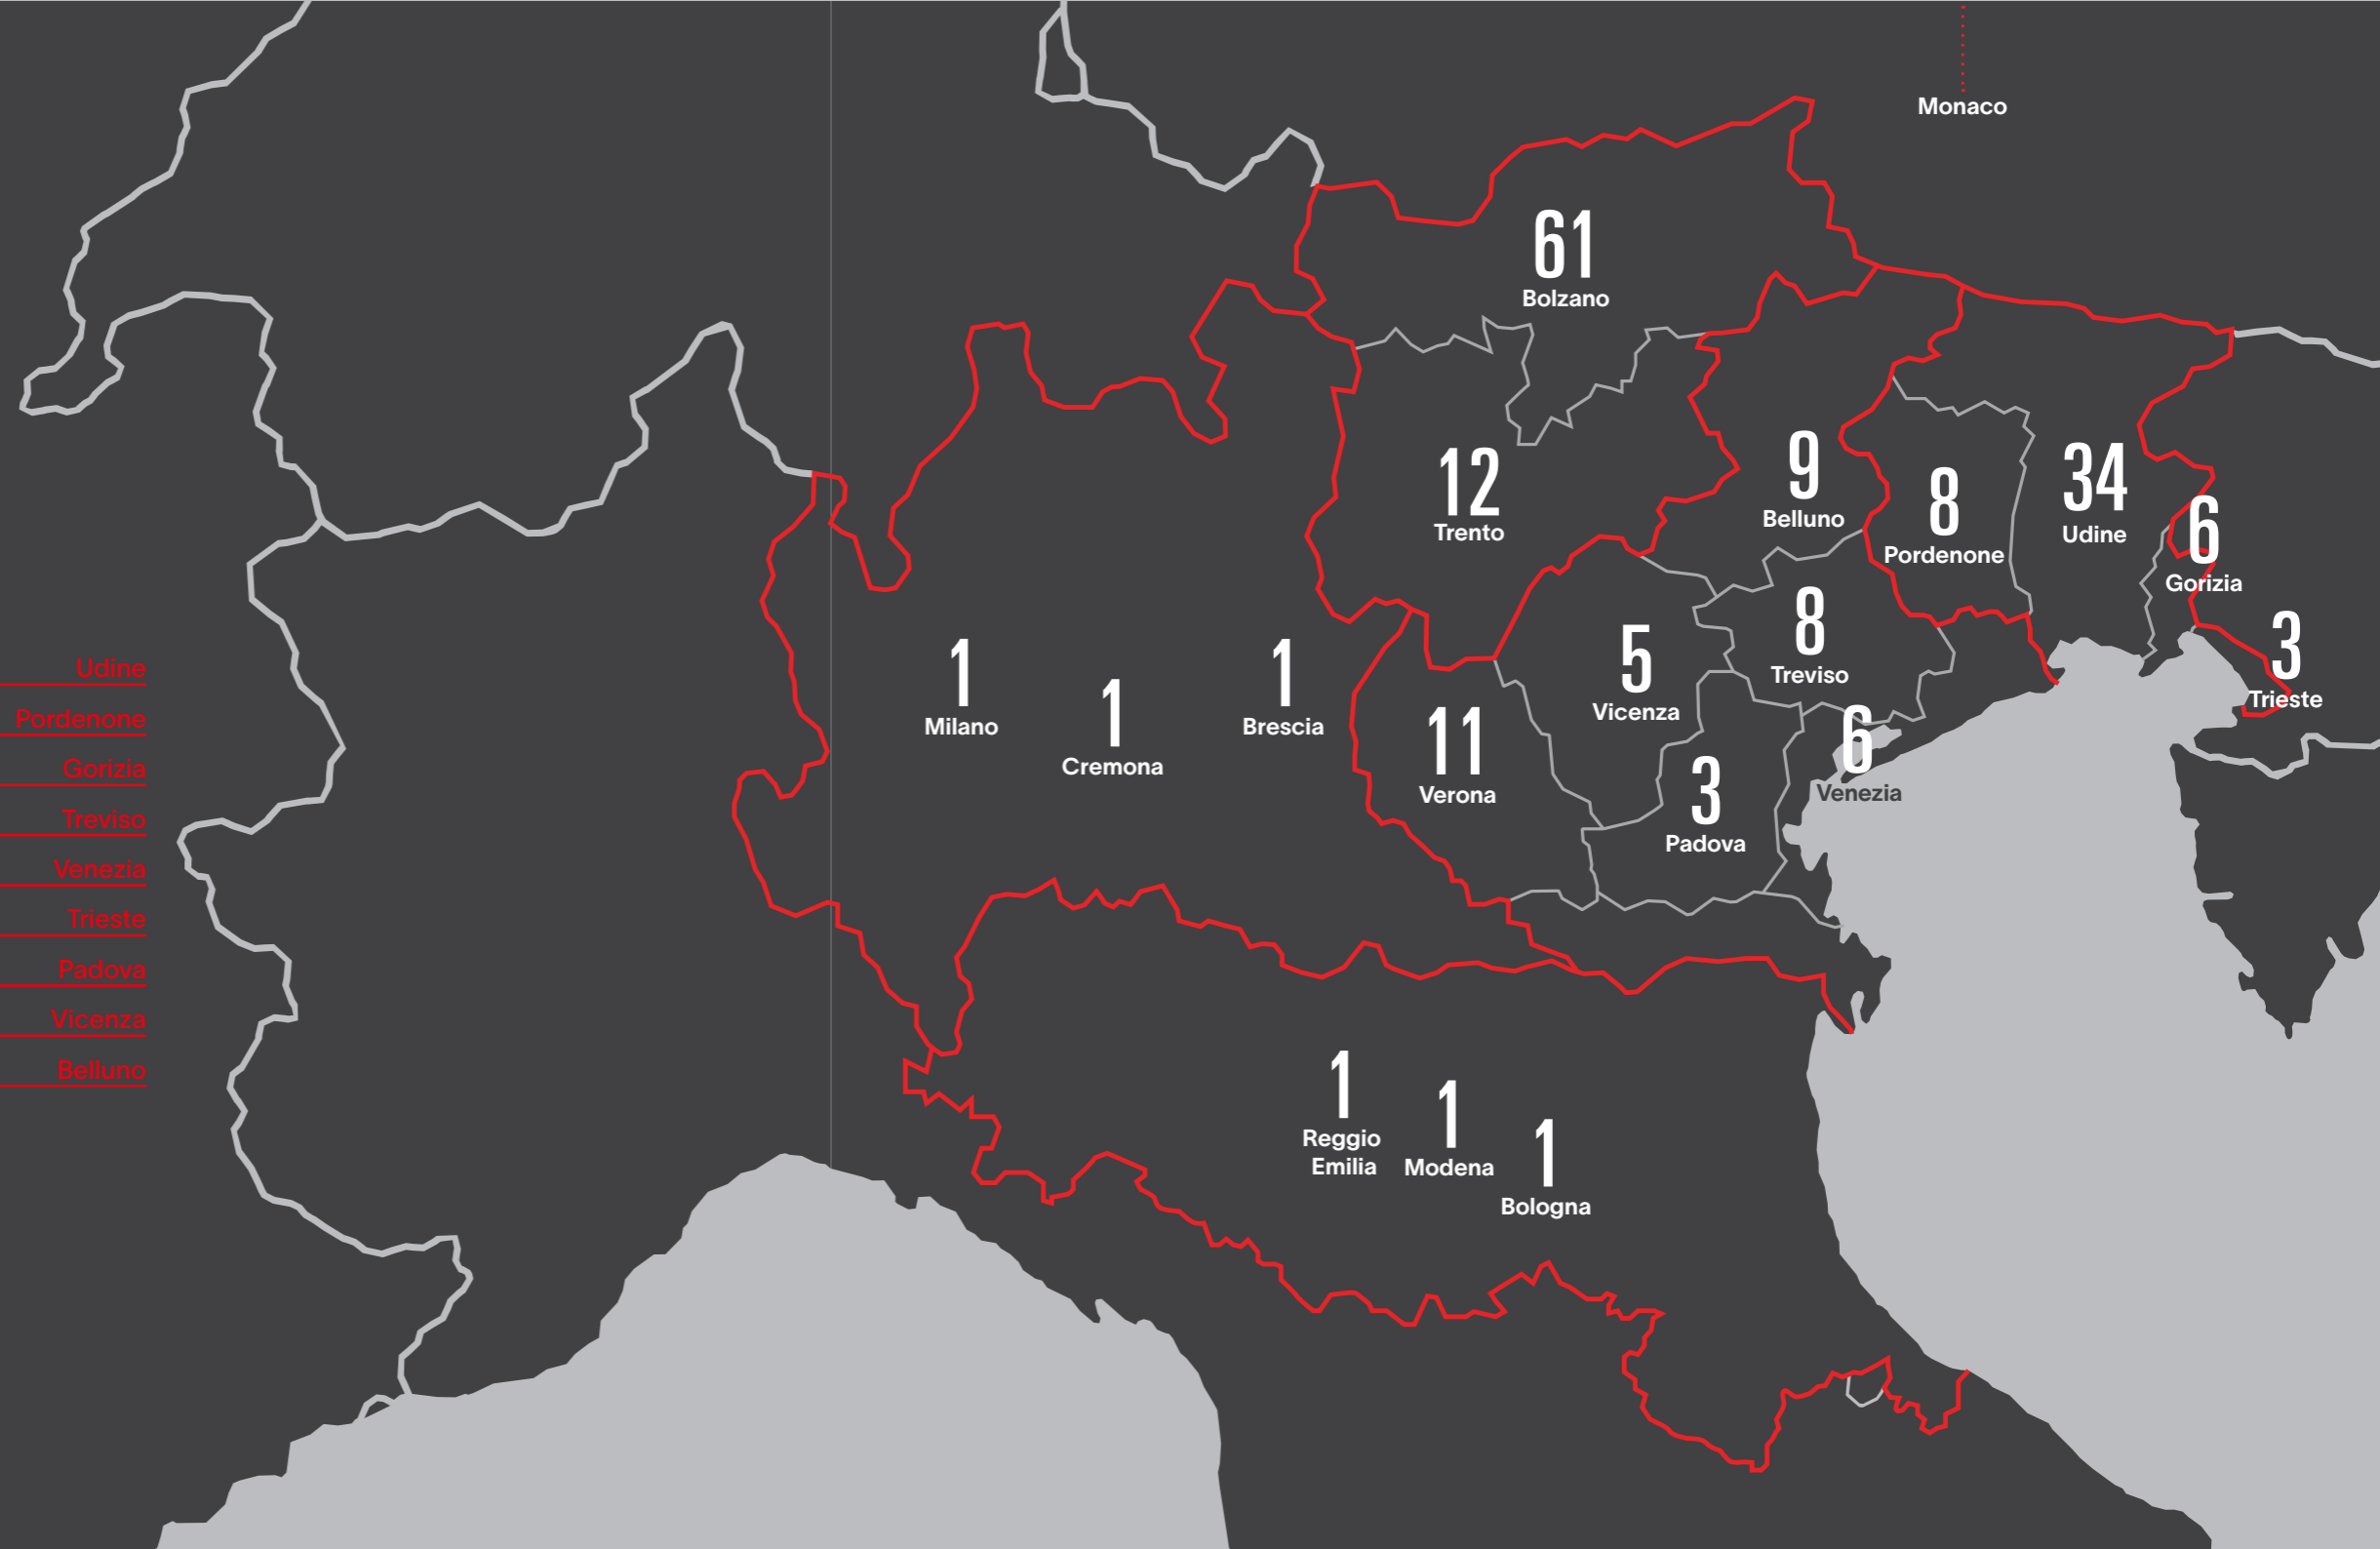 Monaco
61
Bolzano
12
Trento
9
Belluno
8
Pordenone
34
Udine
6
Gorizia
3
Trieste
8
Treviso
5
Vicenza
6
Venezia
11
Verona
3
Padova
1
Milano
1
Cremona
1
Brescia
1
Reggio
Emilia
1
Modena
1
Bologna
Udine
Pordenone
Gorizia
Treviso
Venezia
Trieste
Padova
Vicenza
Belluno